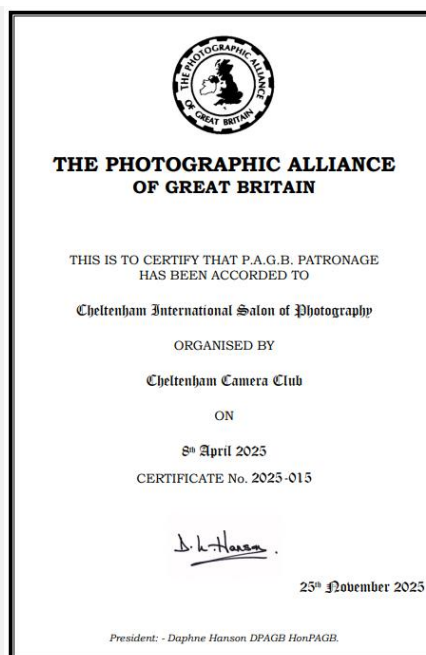 THE PHOTOGRAPHIC ALLIANCE
OF GREAT BRITAIN
THE PHOTOGRAPHIC ALLIANCE
OF GREAT BRITAIN
THIS IS TO CERTIFY THAT P.A.G.B. PATRONAGE
HAS BEEN ACCORDED TO
Cheltenham International Salon of Photography
ORGANISED BY
Cheltenham Camera Club
ON
8th April 2025
CERTIFICATE No. 2025-015
D. L. Hanson.
25th November 2025
President: - Daphne Hanson DPAGB HonPAGB.